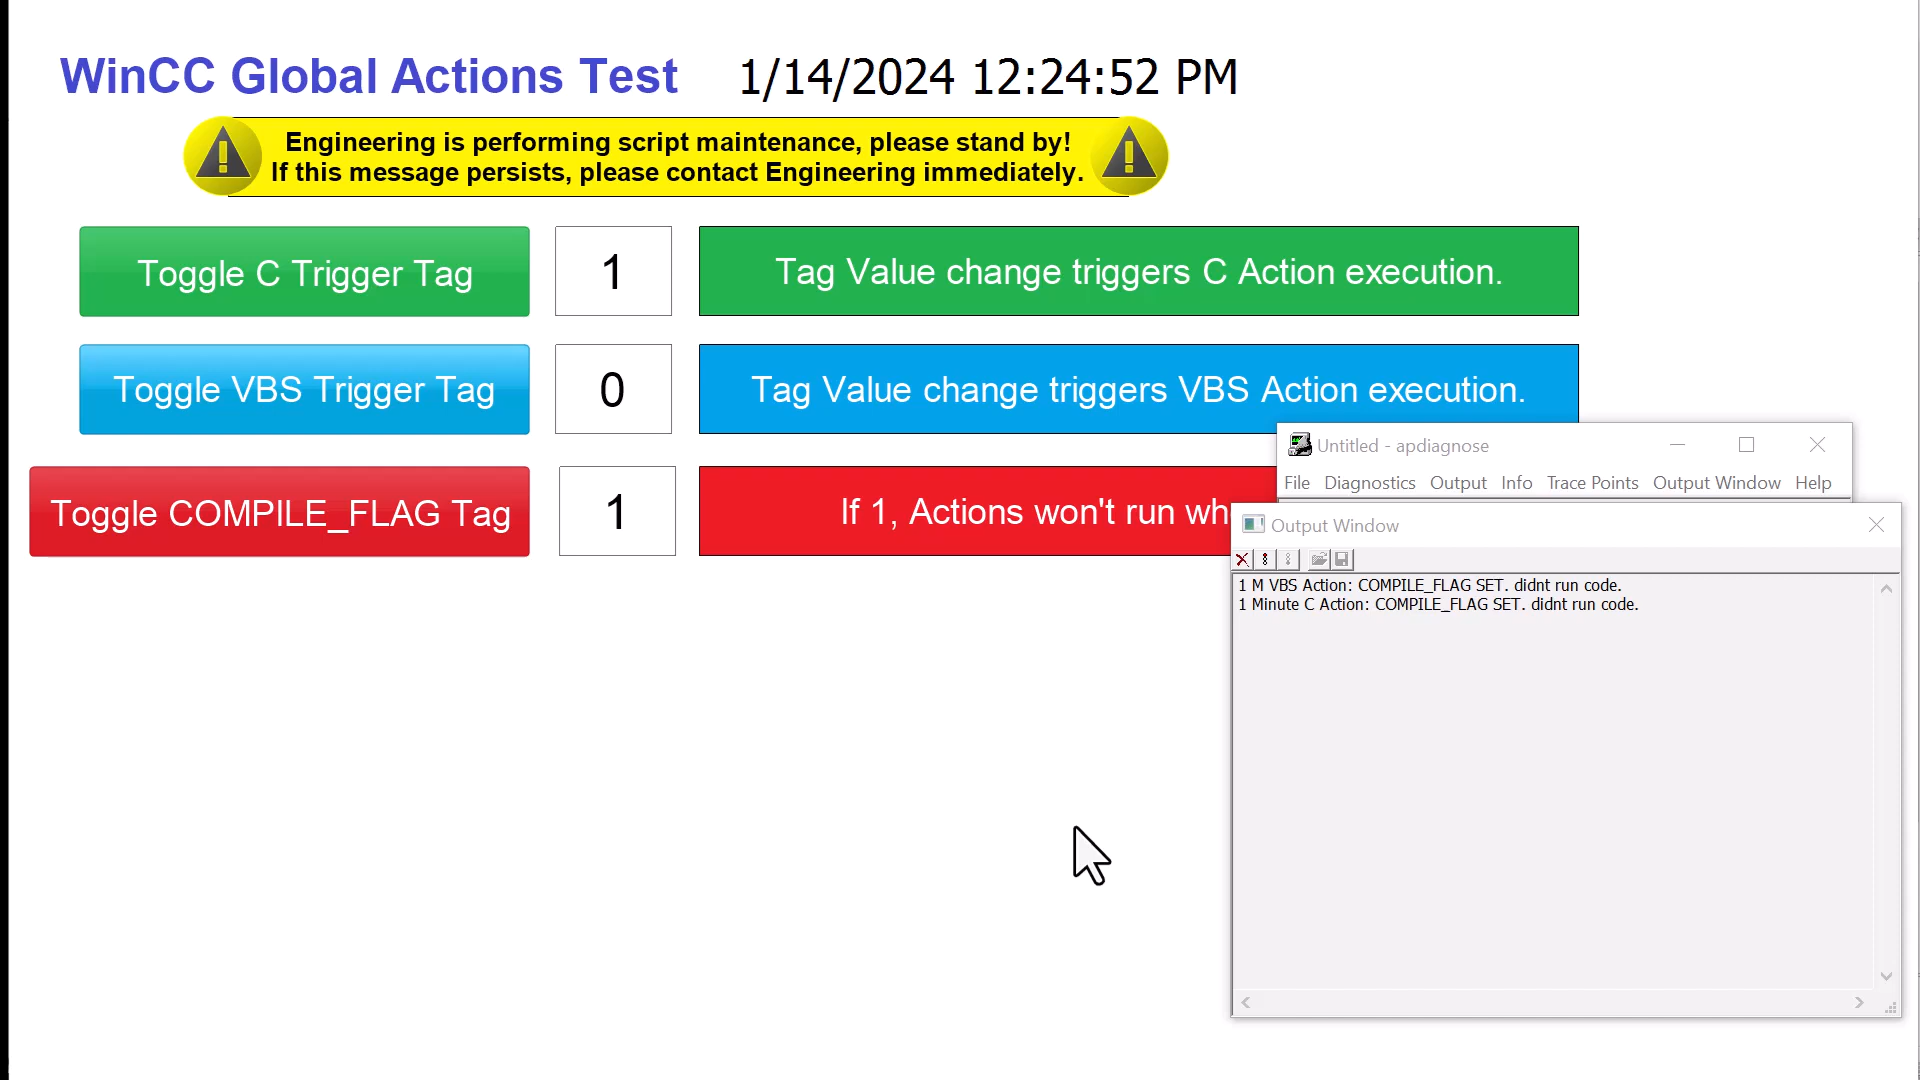 WinCC Global Actions Test
1/14/2024 12:24:52 PM
Engineering is performing script maintenance, please stand by!
If this message persists, please contact Engineering immediately.
Toggle C Trigger Tag
1
Tag Value change triggers C Action execution.
Toggle VBS Trigger Tag
0
Tag Value change triggers VBS Action execution.
Toggle COMPILE_FLAG Tag
1
If 1, Actions won't run wh
Untitled - apdiagnose
File Diagnostics Output Info Trace Points Output Window Help
Output Window
1 M VBS Action: COMPILE_FLAG SET. didnt run code.
1 Minute C Action: COMPILE_FLAG SET. didnt run code.